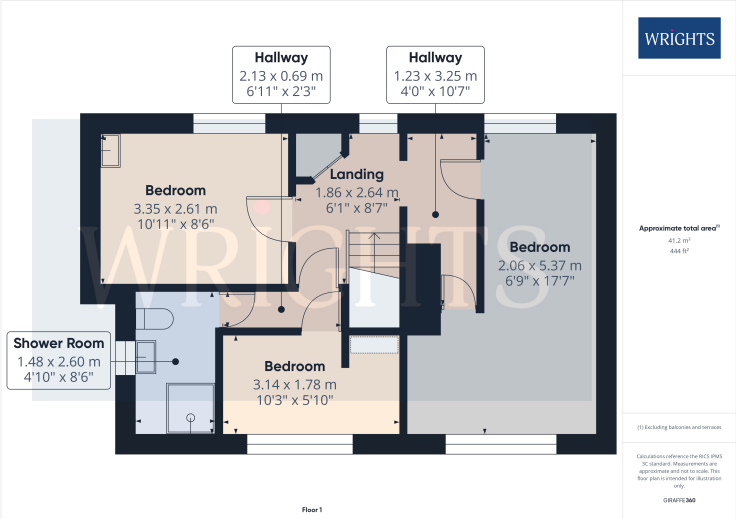 WRIGHTS
Hallway
2.13 x 0.69 m
6'11" x 2'3"
Hallway
1.23 x 3.25 m
4'0" x 10'7"
Landing
1.86 x 2.64 m
6'1" x 8'7"
Bedroom
3.35 x 2.61 m
10'11" x 8'6"
Bedroom
2.06 x 5.37 m
6'9" x 17'7"
WRIGHTS
Shower Room
1.48 x 2.60 m
4'10" x 8'6"
Bedroom
3.14 x 1.78 m
10'3" x 5'10"
Floor 1
Approximate total area(1)
41.2 m²
444 ft²
(1) Excluding balconies and terraces
Calculations reference the RICS IPMS
3C standard. Measurements are
approximate and not to scale. This
floor plan is intended for illustration
only.
GIRAFFE360